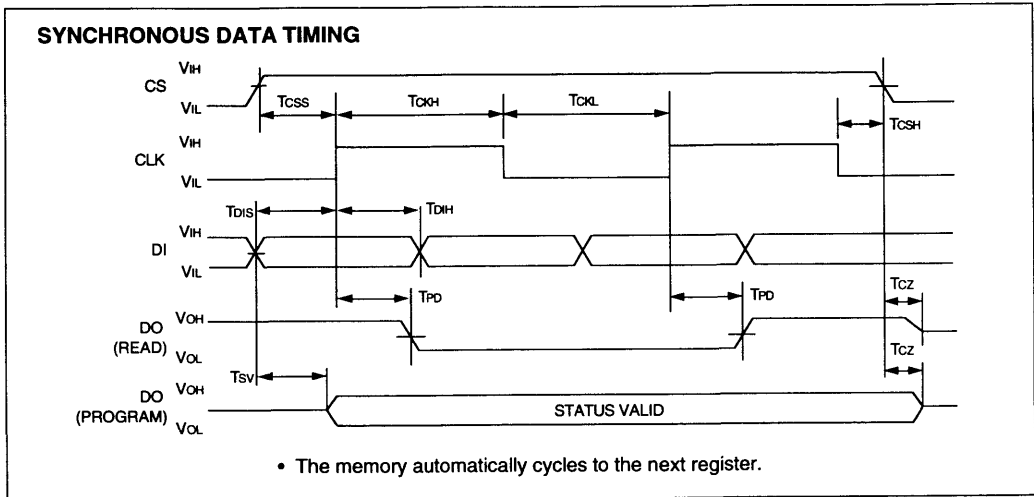 SYNCHRONOUS DATA TIMING
CS VIH
VIL
TCSS TCKH TCKL TCSH
CLK VIH
VIL
TDIS TDIH
DI VIH
VIL
TPD TPD TCZ
DO (READ) VOH
VOL
TSV TCZ
DO (PROGRAM) VOH
VOL
STATUS VALID
• The memory automatically cycles to the next register.